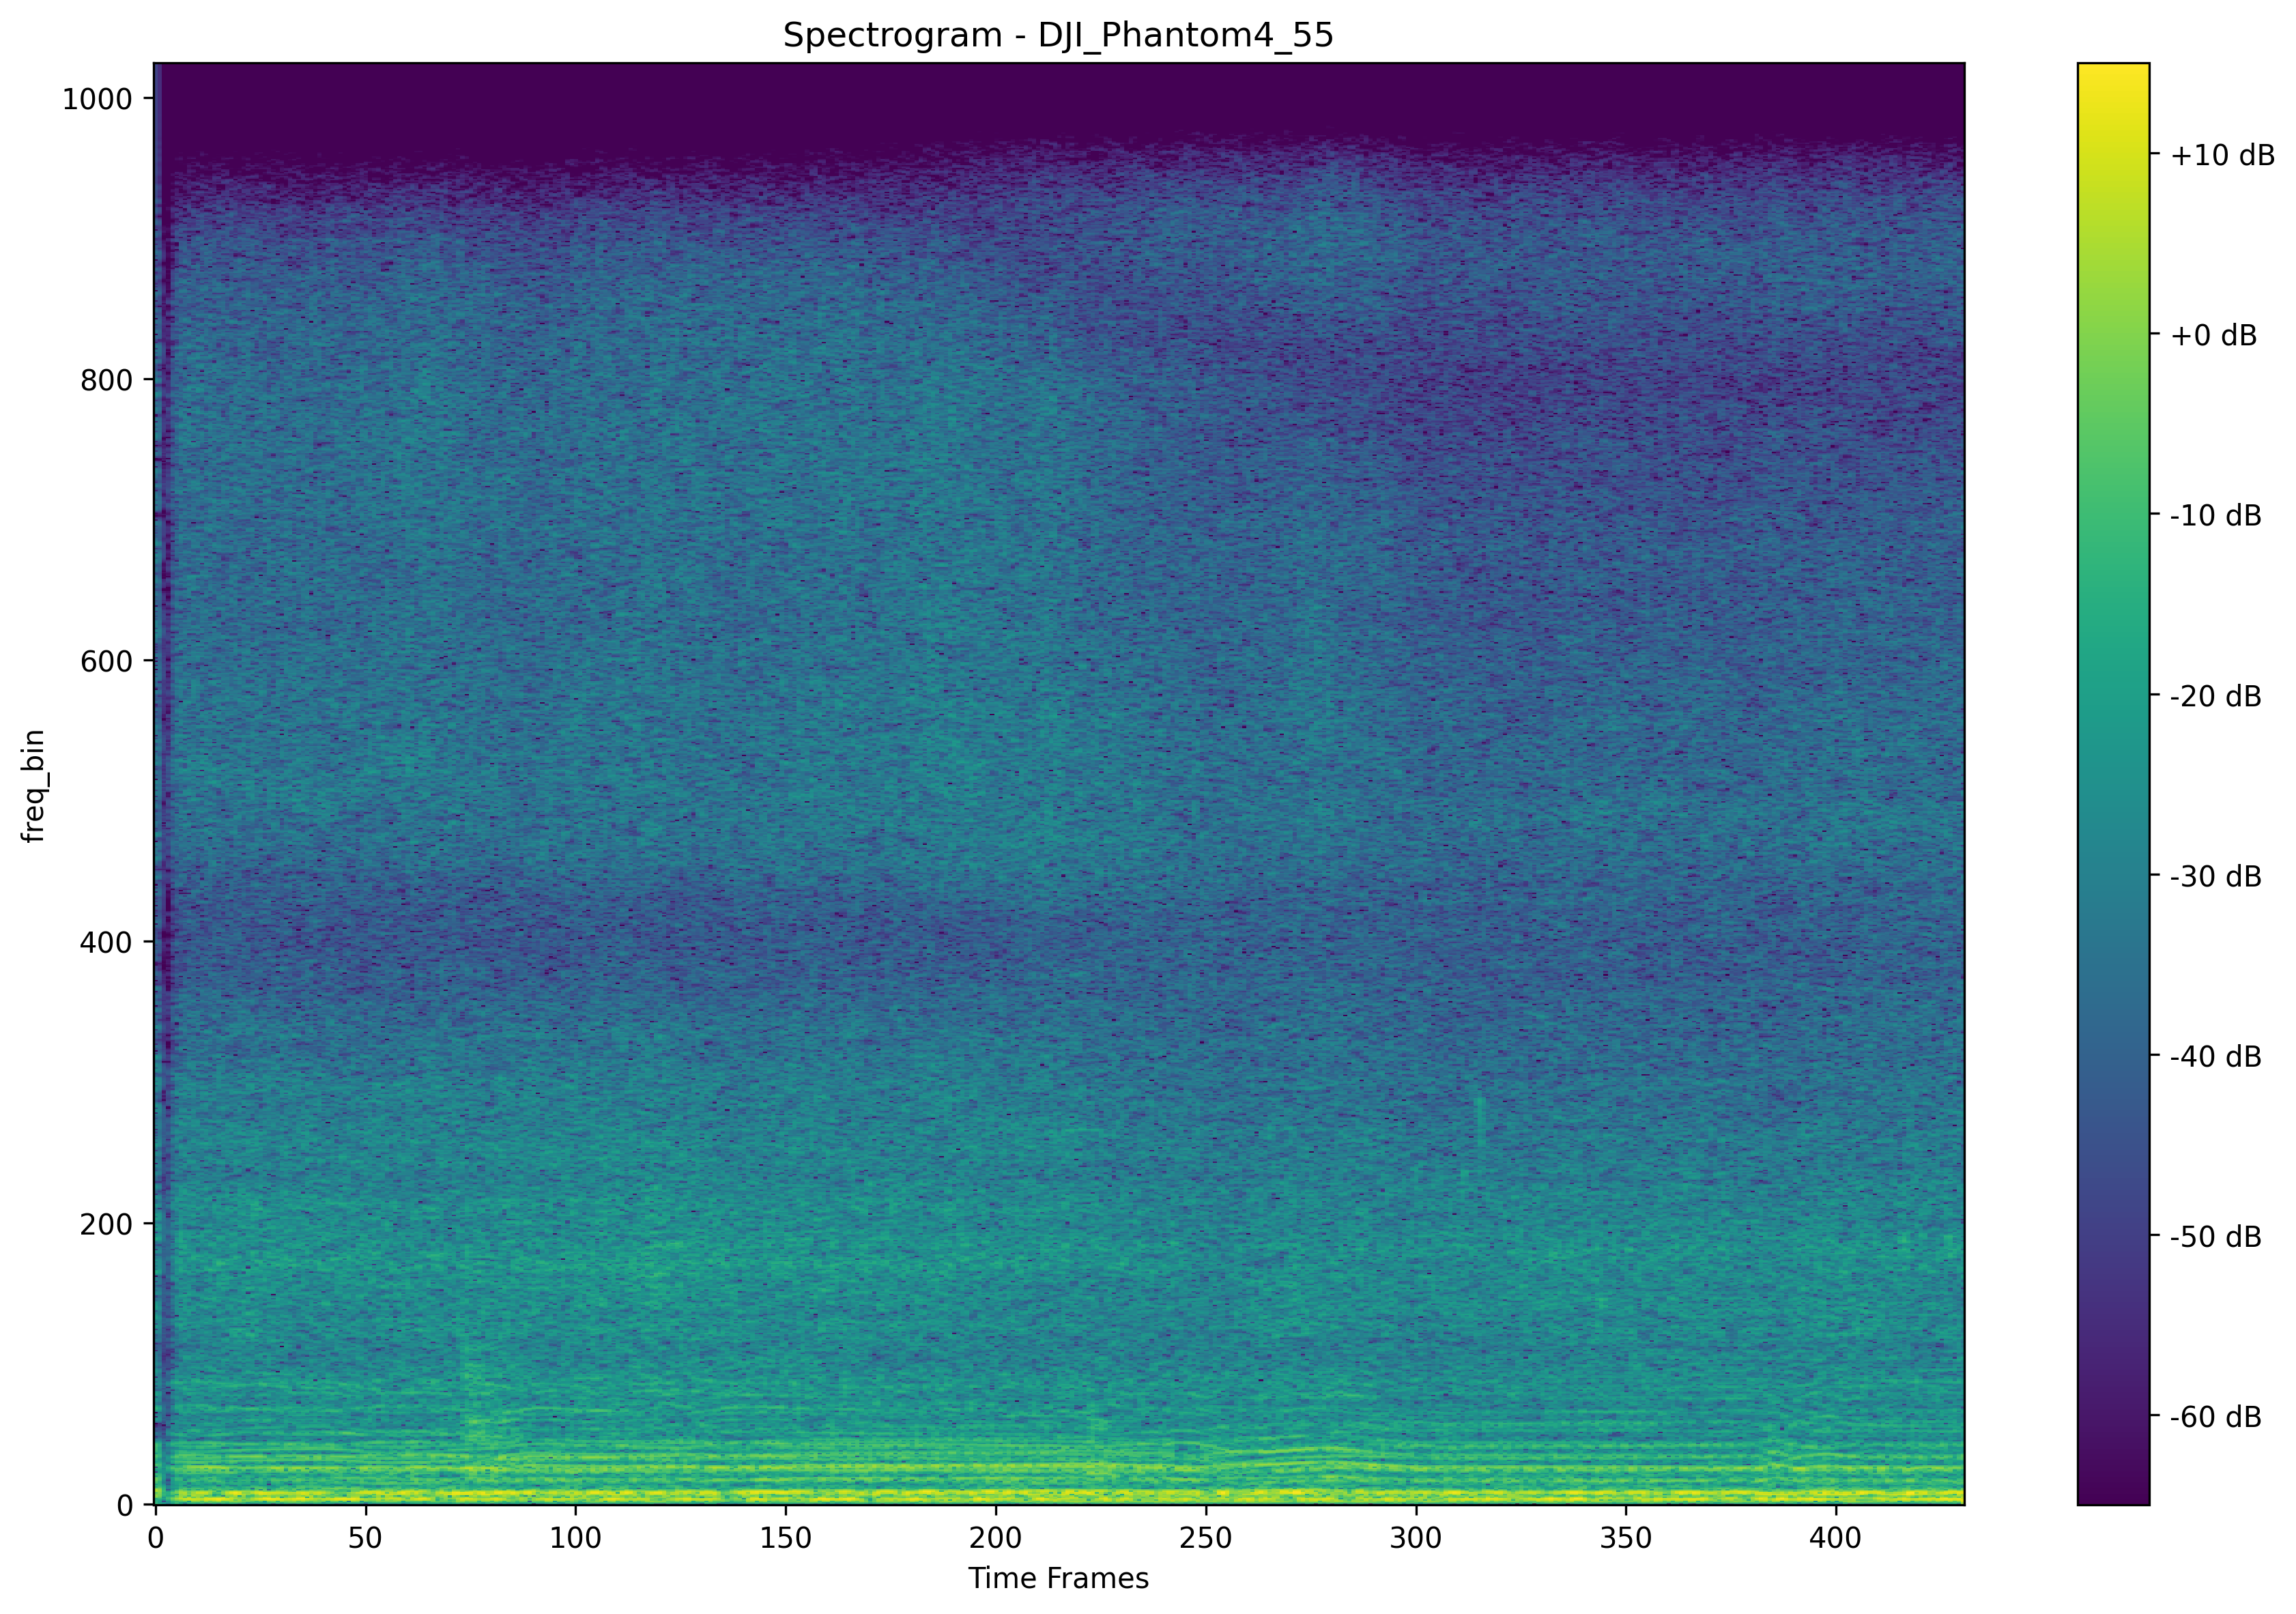 Spectrogram - DJI_Phantom4_55
1000
800
600
400
200
0
freq_bin
0 50 100 150 200 250 300 350 400
Time Frames
+10 dB
+0 dB
-10 dB
-20 dB
-30 dB
-40 dB
-50 dB
-60 dB